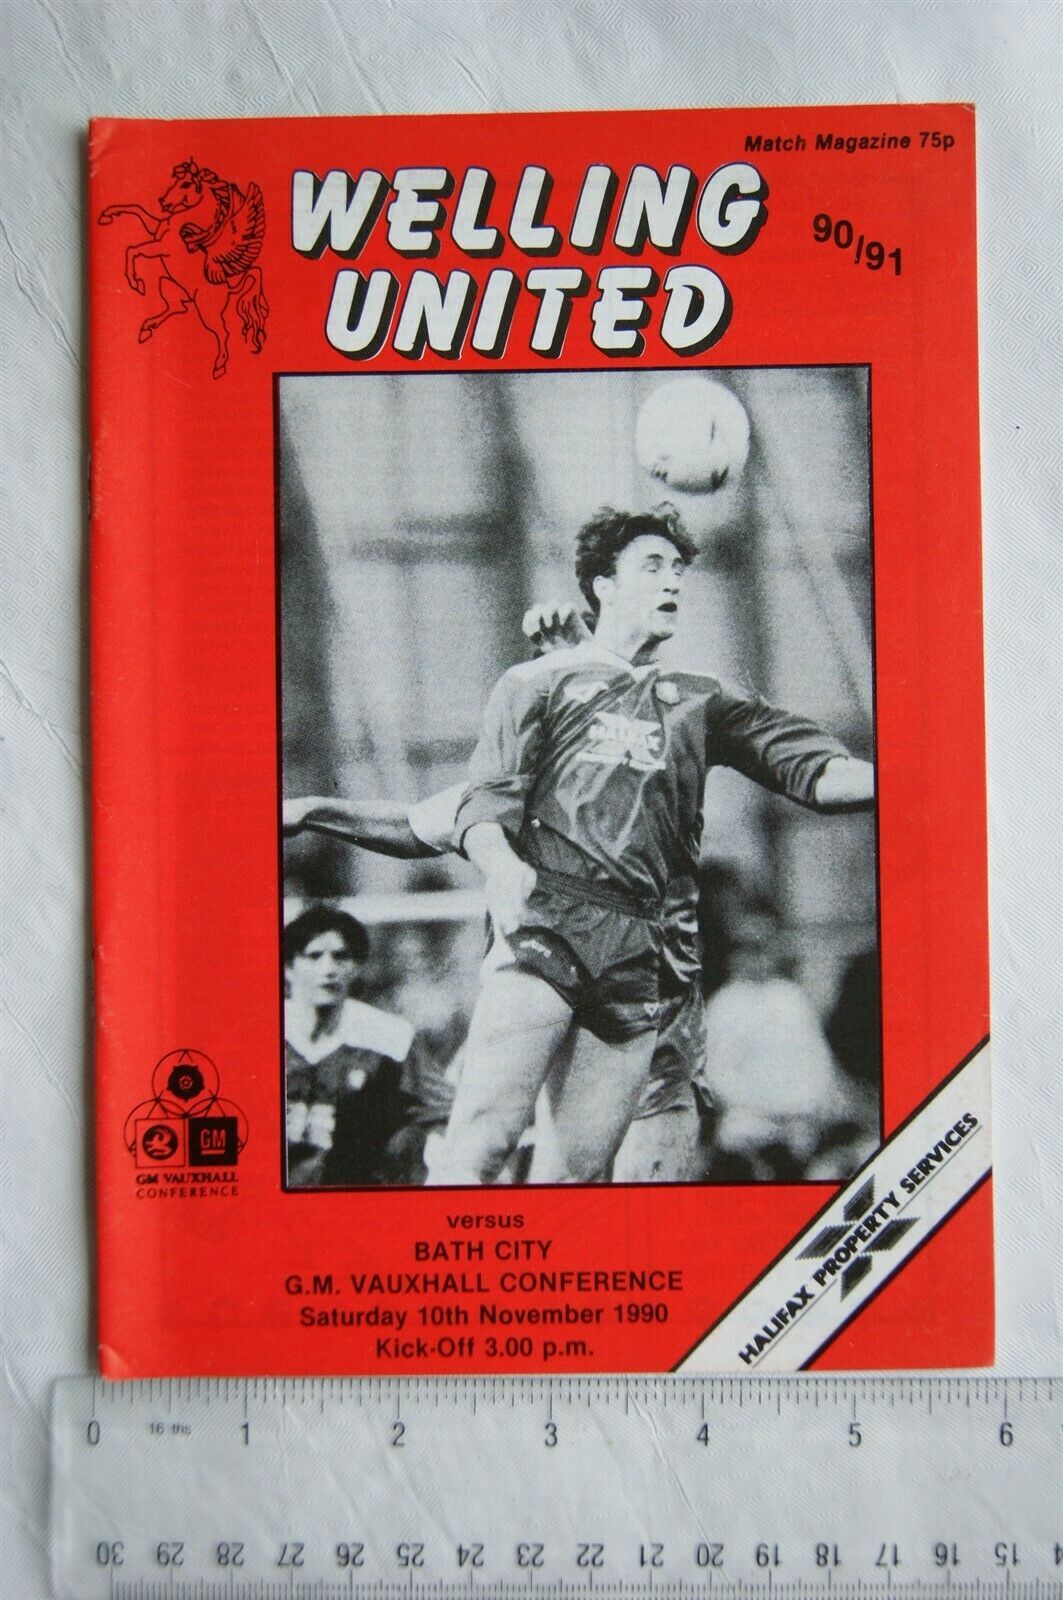 Match Magazine 75p
WELLING
UNITED
90/91
HALIFAX
GM
GM VAUXHALL
CONFERENCE
versus
BATH CITY
G.M. VAUXHALL CONFERENCE
Saturday 10th November 1990
Kick-Off 3.00 p.m.
HALIFAX PROPERTY SERVICES
0 16 ths 1 2 3 4 5 6
30 29 28 27 26 25 24 23 22 21 20 19 18 17 16 15 14